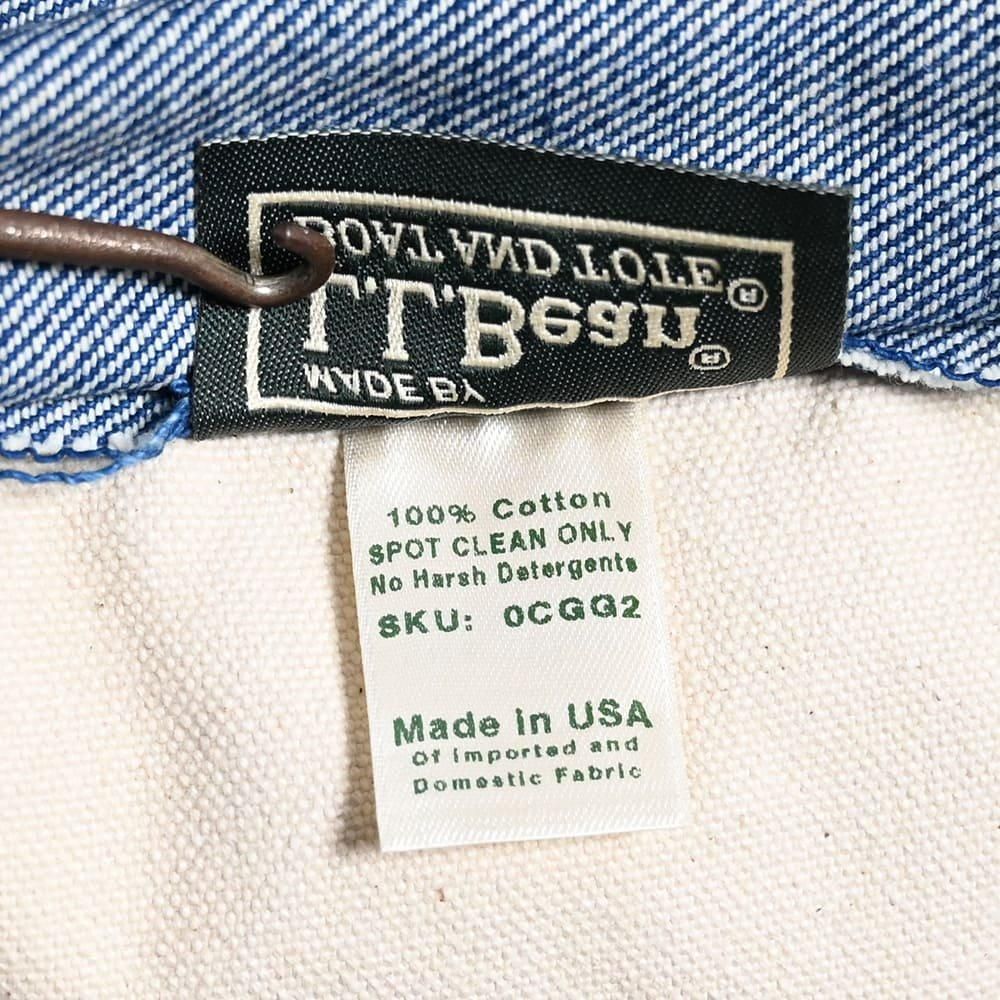 BOAT AND TOTE®
L.L.Bean®
MADE BY
100% Cotton
SPOT CLEAN ONLY
No Harsh Detergents
SKU: 0CGG2
Made in USA
Of Imported and
Domestic Fabric